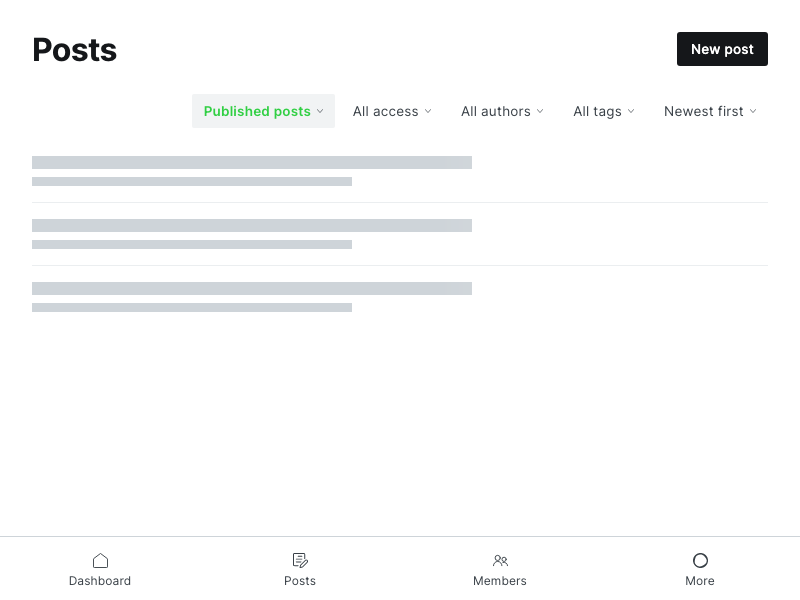 Posts
New post
Published posts
All access
All authors
All tags
Newest first
Dashboard
Posts
Members
More